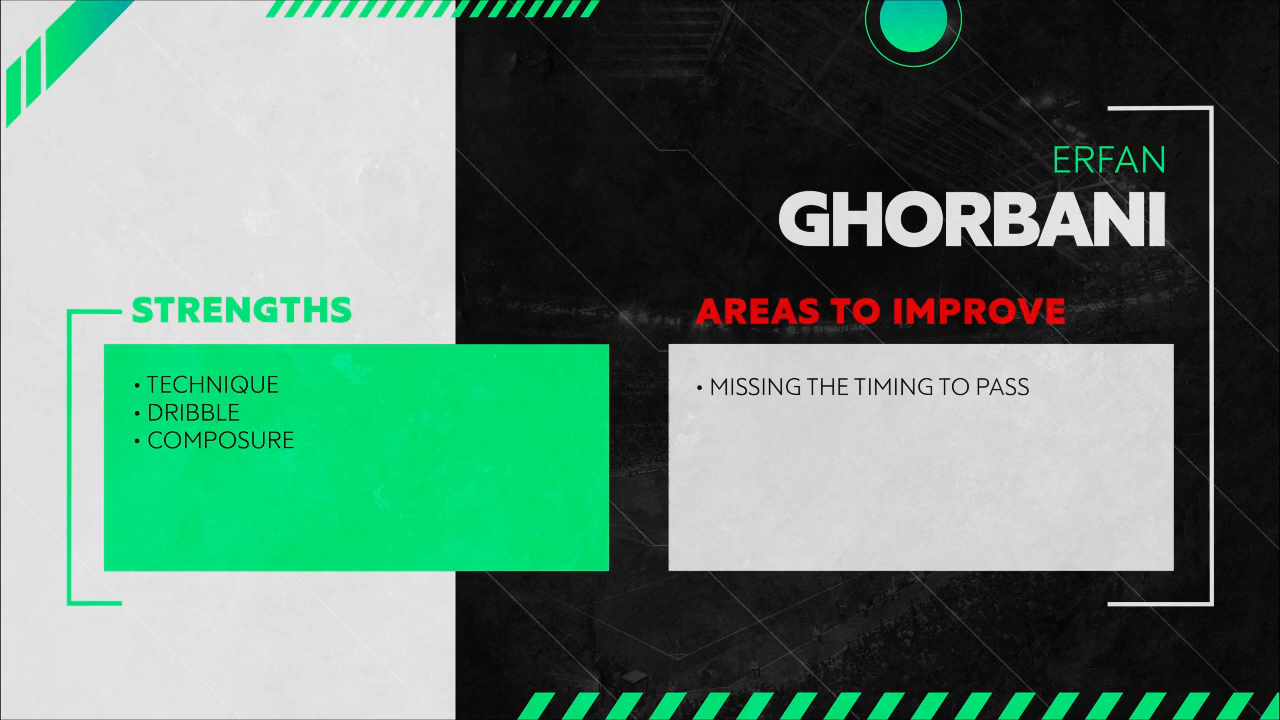 ERFAN
GHORBANI
STRENGTHS
• TECHNIQUE
• DRIBBLE
• COMPOSURE
AREAS TO IMPROVE
• MISSING THE TIMING TO PASS